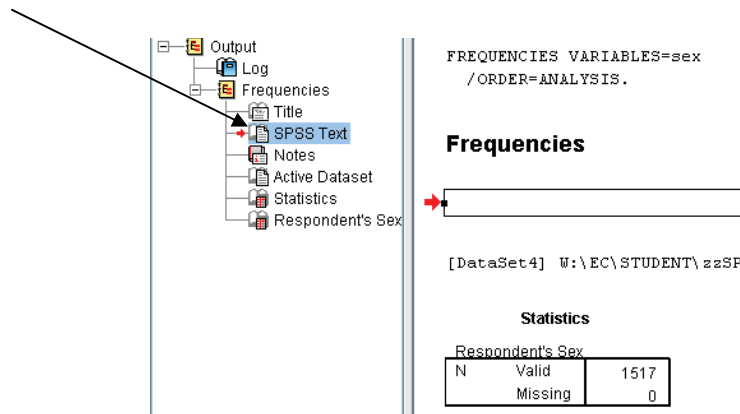 Output
Log
Frequencies
Title
SPSS Text
Notes
Active Dataset
Statistics
Respondent's Sex
FREQUENCIES VARIABLES=sex
/ORDER=ANALYSIS.
Frequencies
[DataSet4] W:\EC\STUDENT\zzSP
Statistics
Respondent's Sex
N Valid 1517
Missing 0